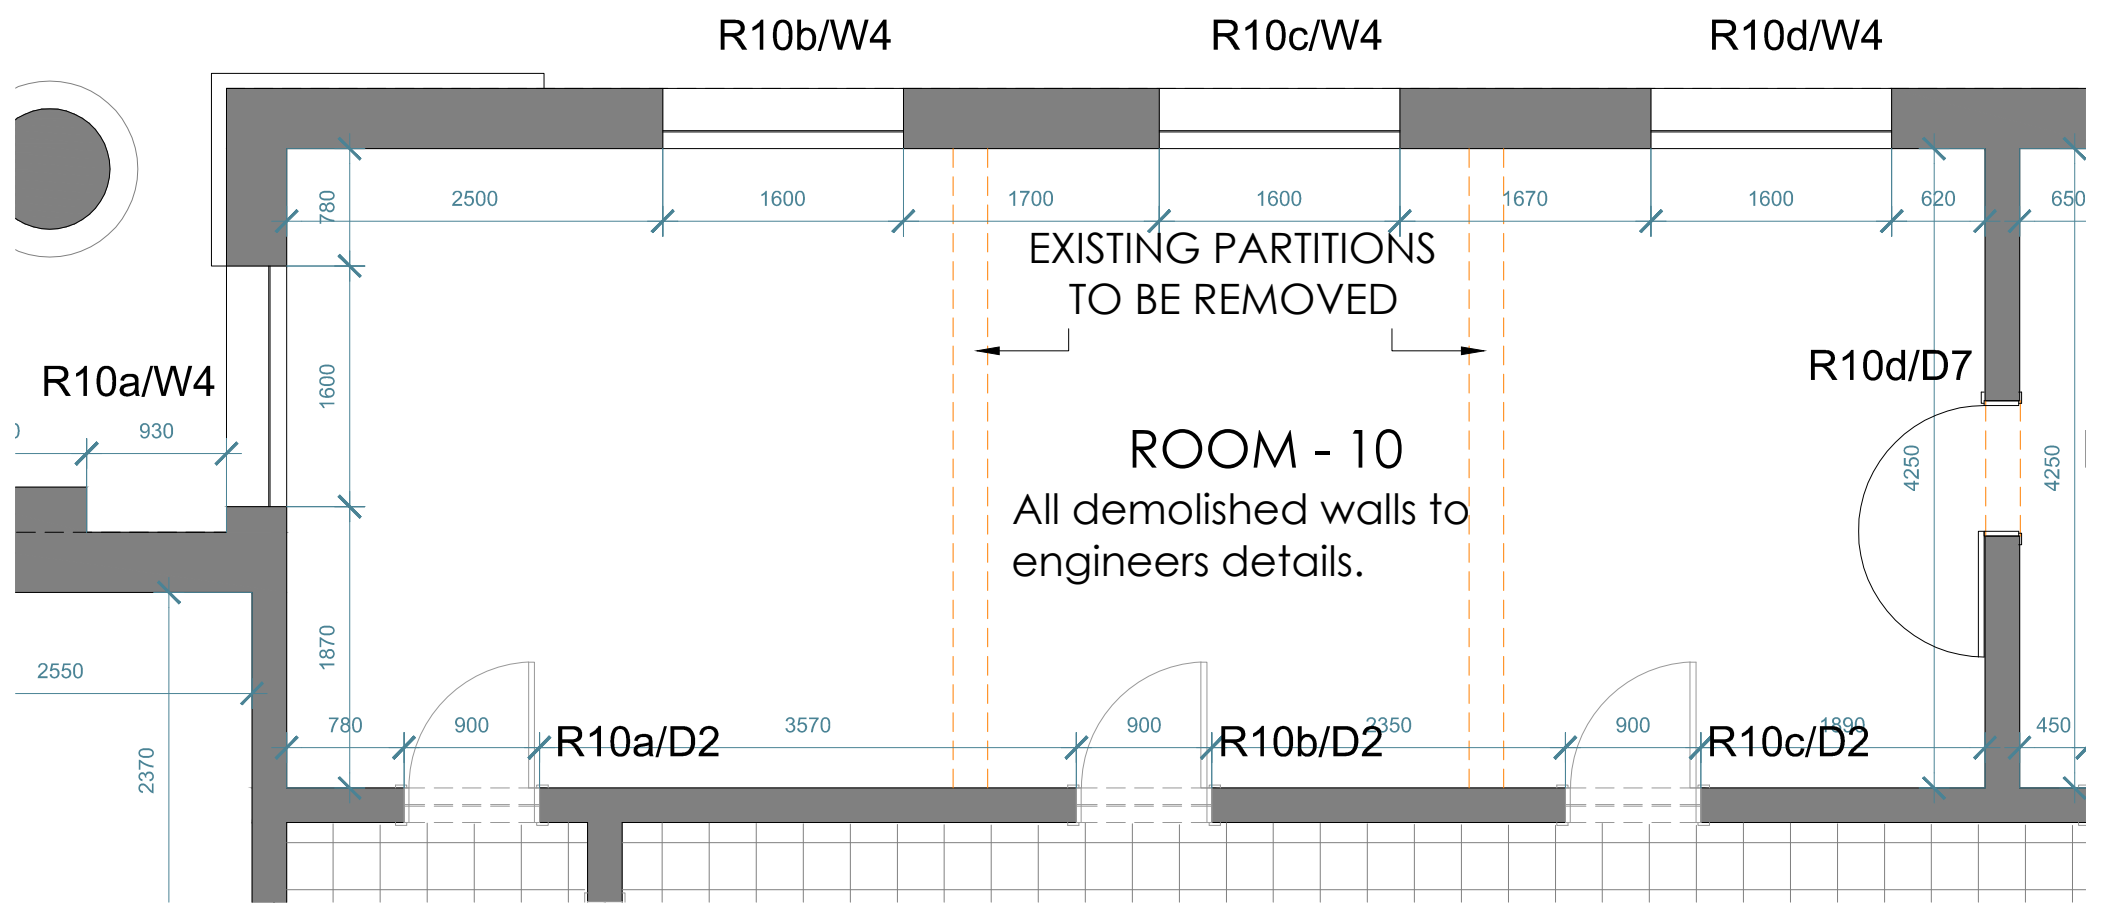 R10b/W4 R10c/W4 R10d/W4
780 2500 1600 1700 1600 1670 1600 620 650
EXISTING PARTITIONS
TO BE REMOVED
R10d/D7
R10a/W4
1600
930
ROOM - 10
4250 4250
All demolished walls to
engineers details.
1870
2550
780 900 3570 900 2350 900 1890 450
R10a/D2 R10b/D2 R10c/D2
2370